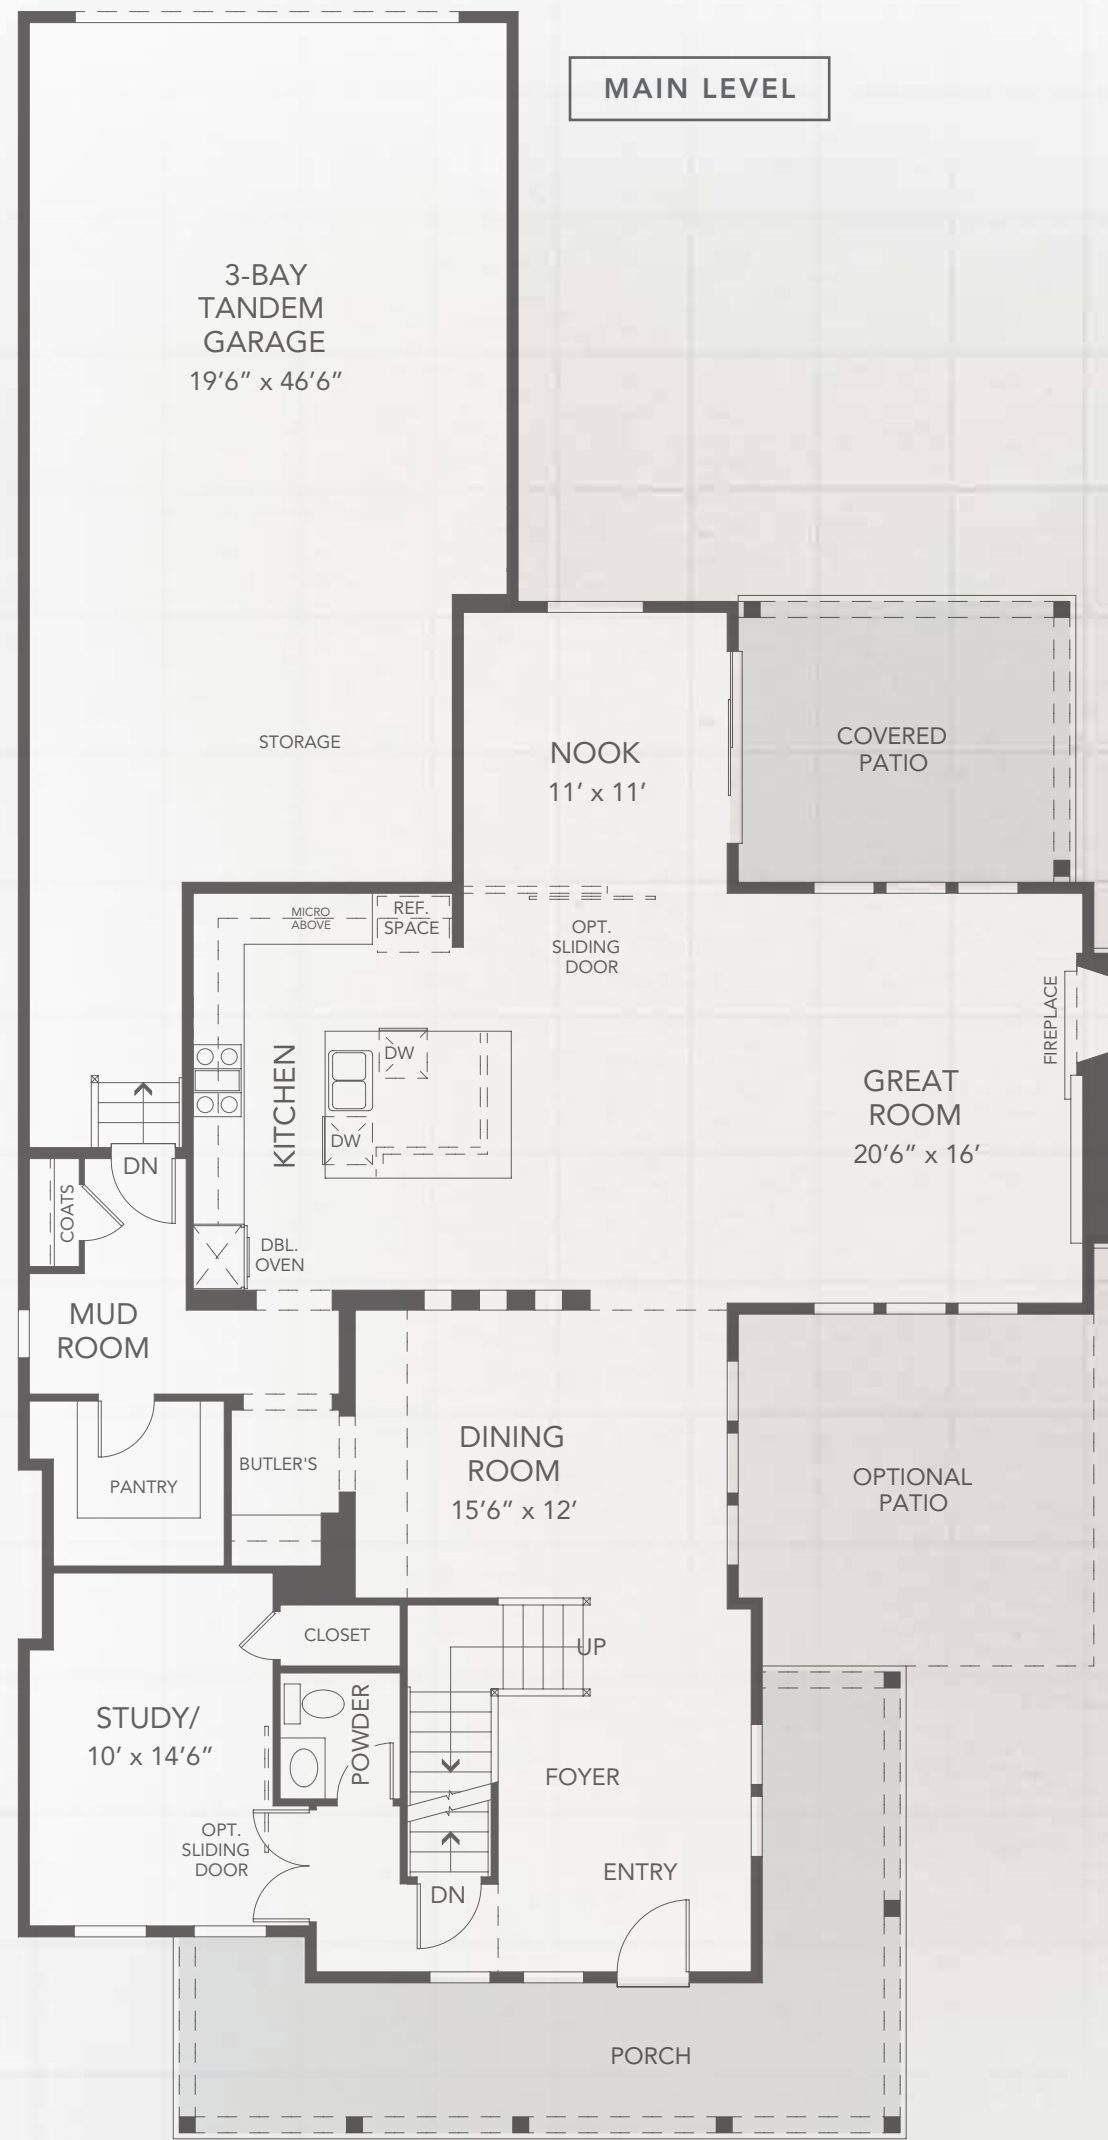 MAIN LEVEL
3-BAY
TANDEM
GARAGE
19'6" x 46'6"
STORAGE
NOOK
11' x 11'
COVERED
PATIO
MICRO
ABOVE
REF.
SPACE
OPT.
SLIDING
DOOR
FIREPLACE
KITCHEN
DW
DW
GREAT
ROOM
20'6" x 16'
DN
COATS
DBL.
OVEN
MUD
ROOM
DINING
ROOM
15'6" x 12'
BUTLER'S
PANTRY
OPTIONAL
PATIO
CLOSET
UP
STUDY/
10' x 14'6"
POWDER
FOYER
OPT.
SLIDING
DOOR
ENTRY
DN
PORCH